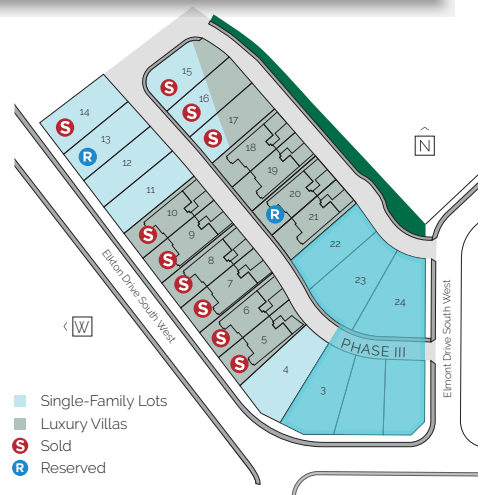 15
S
16
S
14
S
17
S
13
R
N
18
12
19
11
20
10
R
21
S
9
22
8
S
23
7
S
24
6
S
5
S
S
4
3
W
Elkton Drive South West
Elmont Drive South West
PHASE III
Single-Family Lots
Luxury Villas
S Sold
R Reserved